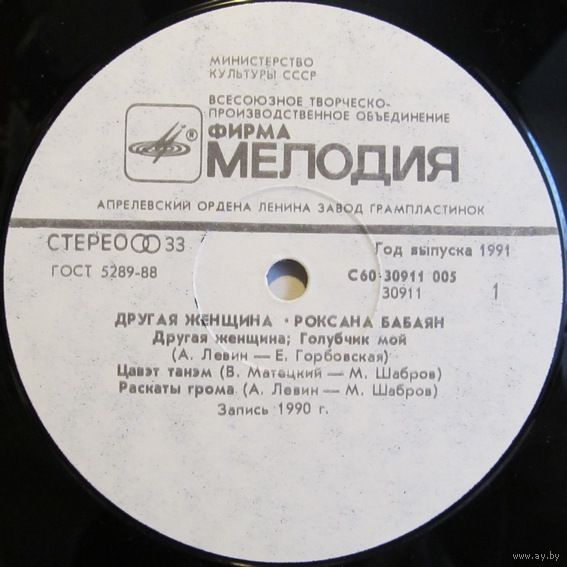 МИНИСТЕРСТВО
КУЛЬТУРЫ СССР
ВСЕСОЮЗНОЕ ТВОРЧЕСКО-
ПРОИЗВОДСТВЕННОЕ ОБЪЕДИНЕНИЕ
®
ФИРМА
МЕЛОДИЯ
АПРЕЛЕВСКИЙ ОРДЕНА ЛЕНИНА ЗАВОД ГРАМПЛАСТИНОК
СТЕРЕО 33
Год выпуска 1991
ГОСТ 5289-88
С60-30911 005
30911
1
ДРУГАЯ ЖЕНЩИНА · РОКСАНА БАБАЯН
Другая женщина; Голубчик мой
(А. Левин — Е. Горбовская)
Цавэт танэм (В. Матецкий — М. Шабров)
Раскаты грома (А. Левин — М. Шабров)
Запись 1990 г.
www.ay.by